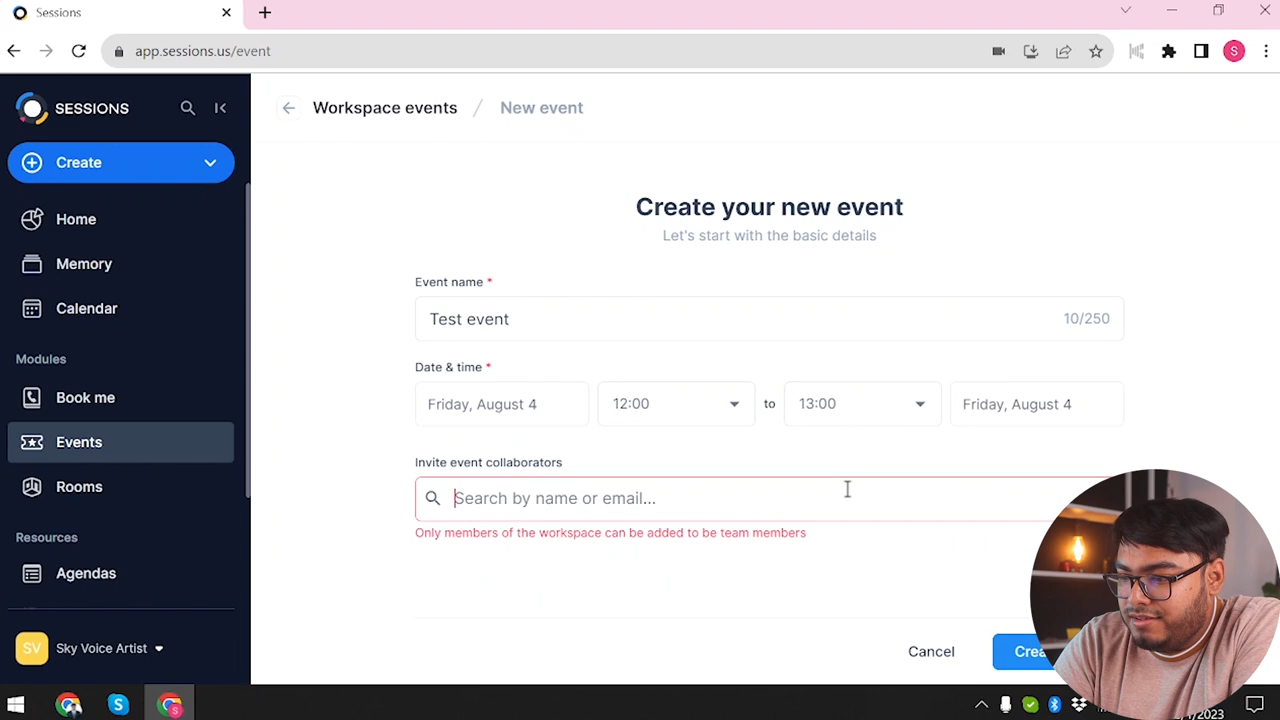 Sessions
app.sessions.us/event
S
SESSIONS
Workspace events / New event
Create
Home
Memory
Calendar
Modules
Book me
Events
Rooms
Resources
Agendas
SV Sky Voice Artist
Create your new event
Let's start with the basic details
Event name *
Test event 10/250
Date & time *
Friday, August 4 12:00 to 13:00 Friday, August 4
Invite event collaborators
Search by name or email...
Only members of the workspace can be added to be team members
Cancel